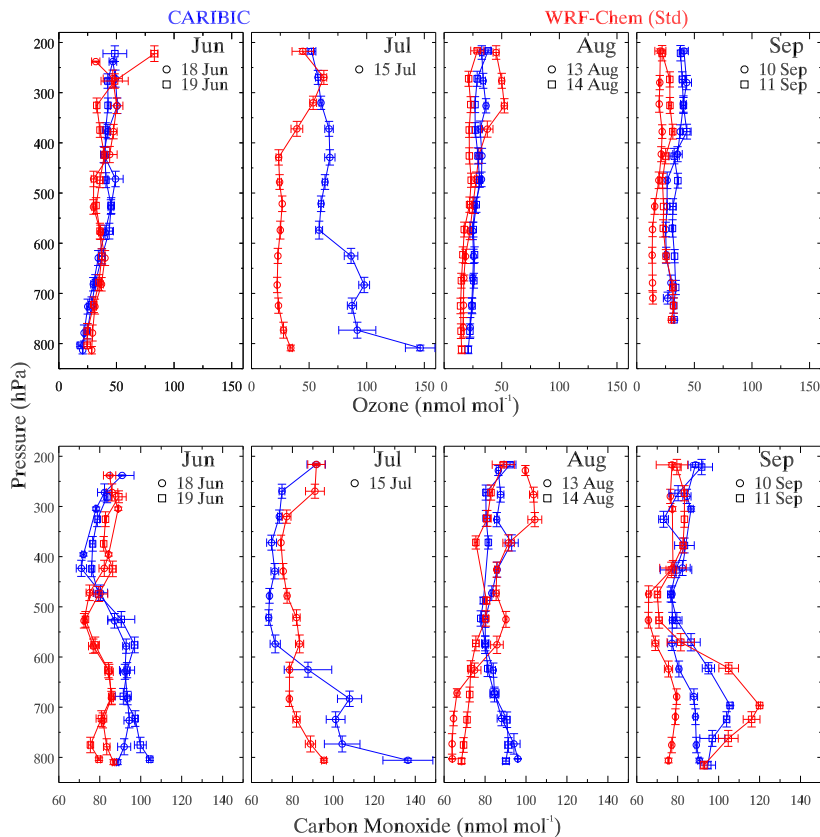 CARIBIC WRF-Chem (Std)
Jun Jul Aug Sep
18 Jun 15 Jul 13 Aug 10 Sep
19 Jun 14 Aug 11 Sep
200
300
400
500
600
700
800
0 50 100 150 0 50 100 150 0 50 100 150 0 50 100 150
Ozone (nmol mol⁻¹)
Pressure (hPa)
Jun Jul Aug Sep
18 Jun 15 Jul 13 Aug 10 Sep
19 Jun 14 Aug 11 Sep
200
300
400
500
600
700
800
60 80 100 120 140 60 80 100 120 140 60 80 100 120 140 60 80 100 120 140
Carbon Monoxide (nmol mol⁻¹)